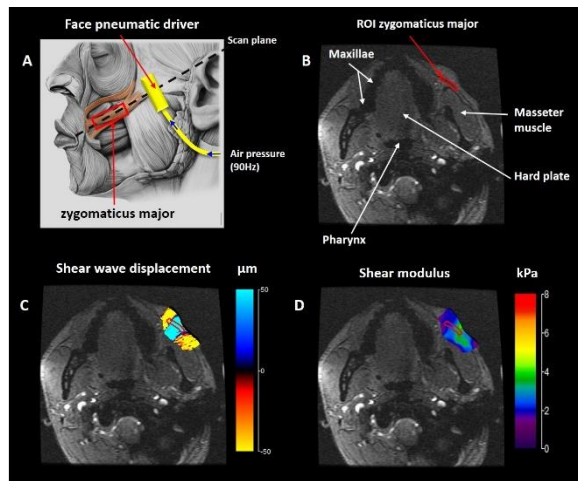 Face pneumatic driver
Scan plane
A
Air pressure
(90Hz)
zygomaticus major
ROI zygomaticus major
B
Maxillae
Masseter
muscle
Hard plate
Pharynx
Shear wave displacement
µm
C
50
0
-50
Shear modulus
kPa
D
8
6
4
2
0